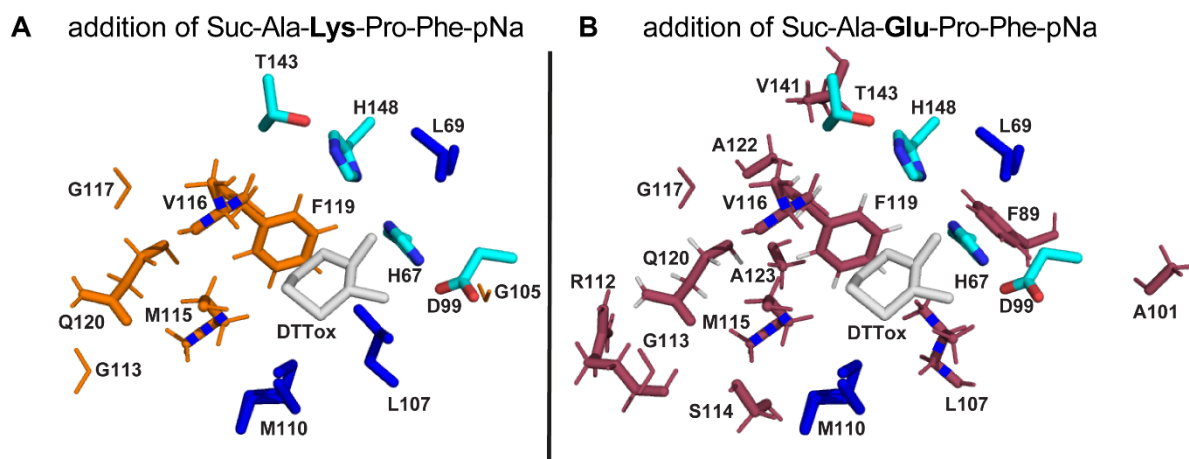 A addition of Suc-Ala-Lys-Pro-Phe-pNa
T143
H148
L69
G117
V116
F119
H67
D99
G105
Q120
M115
DTTox
G113
L107
M110
B addition of Suc-Ala-Glu-Pro-Phe-pNa
V141
T143
H148
L69
A122
G117
V116
F119
F89
Q120
A123
H67
R112
D99
A101
M115
DTTox
G113
L107
S114
M110